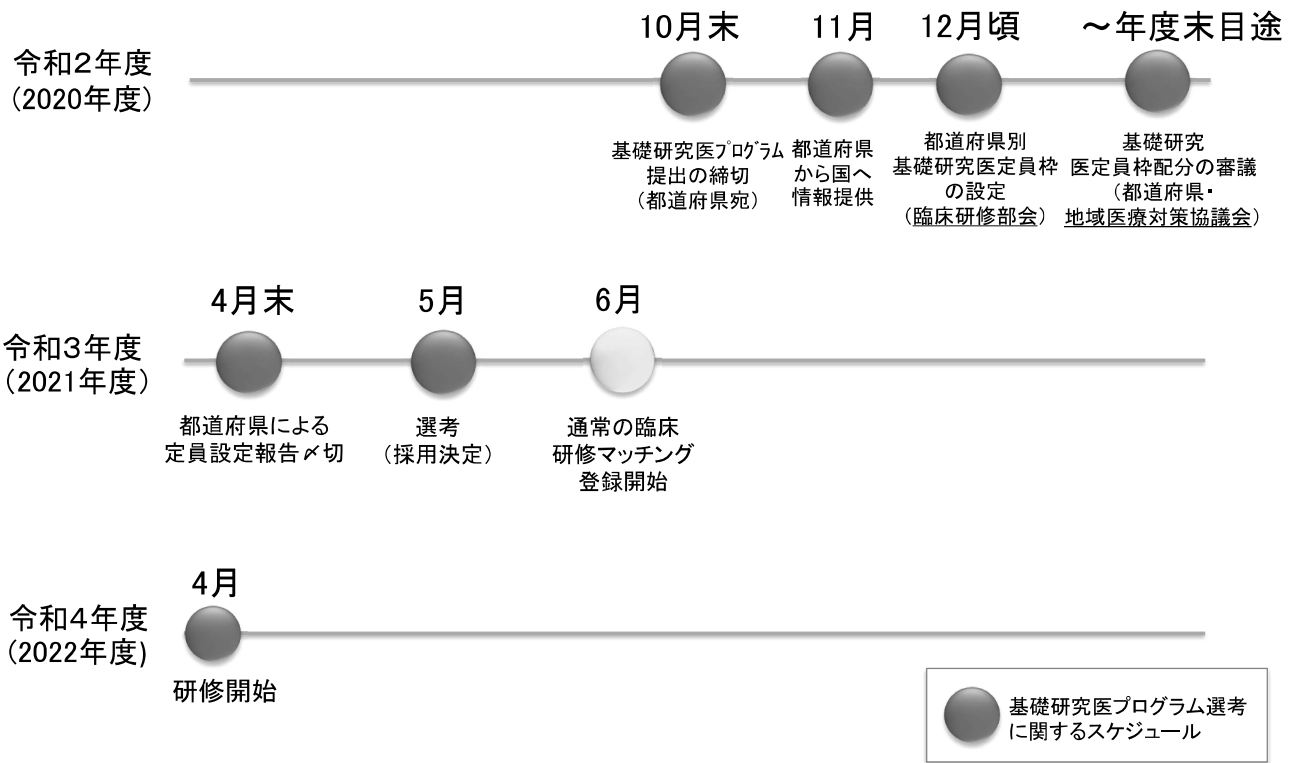 令和2年度
(2020年度)
10月末
11月
12月頃
～年度末目途
基礎研究医ﾌﾟﾛｸﾞﾗﾑ
提出の締切
(都道府県宛)
都道府県
から国へ
情報提供
都道府県別
基礎研究医定員枠
の設定
(臨床研修部会)
基礎研究
医定員枠配分の審議
(都道府県・
地域医療対策協議会)
令和3年度
(2021年度)
4月末
5月
6月
都道府県による
定員設定報告〆切
選考
(採用決定)
通常の臨床
研修マッチング
登録開始
令和4年度
(2022年度)
4月
研修開始
基礎研究医プログラム選考
に関するスケジュール